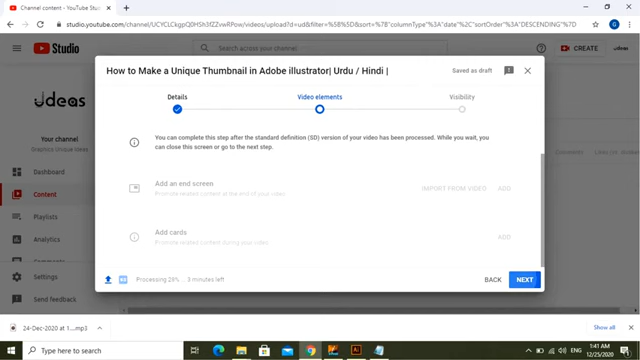 Channel content - YouTube Studio
studio.youtube.com/channel/UCYLCkgpQ0HSh3fZZvWRPow/videos/upload?d=ud&filter=%5B%5D&sort=%7B"columnType"%3A"date"%2C"sortOrder"%3A"DESCENDING"%7D
Studio
Search across your channel
CREATE
G
udeas
Your channel
Graphics Unique Ideas
Dashboard
Content
Playlists
Analytics
Comments
Settings
Send feedback
How to Make a Unique Thumbnail in Adobe illustrator| Urdu / Hindi |
Saved as draft
Details
Video elements
Visibility
You can complete this step after the standard definition (SD) version of your video has been processed. While you wait, you
can close this screen or go to the next step.
Add an end screen
Promote related content at the end of your video
IMPORT FROM VIDEO
ADD
Add cards
Promote related content during your video
ADD
Processing 25% .. 3 minutes left
BACK
NEXT
24-Dec-2020 at 1....mp3
Show all
Type here to search
ENG
1:41 AM
12/25/2020